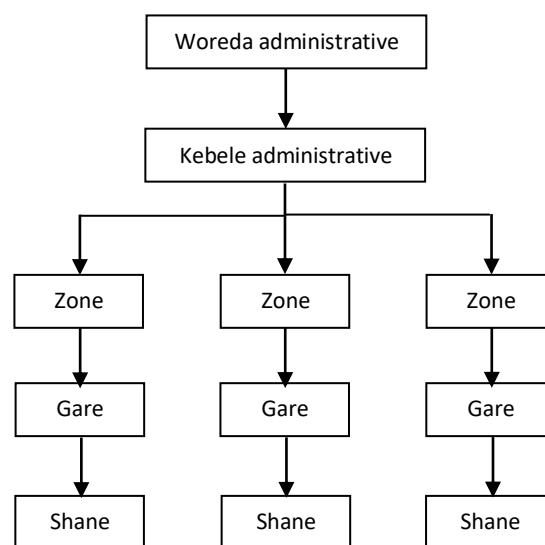 Woreda administrative
Kebele administrative
Zone Zone Zone
Gare Gare Gare
Shane Shane Shane